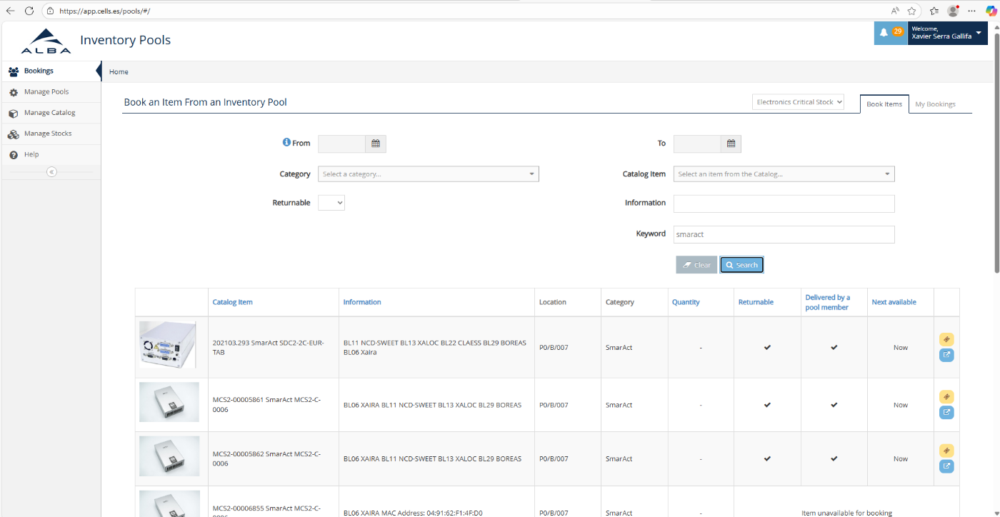 https://app.cells.es/pools/#/
ALBA
Inventory Pools
29
Welcome,
Xavier Serra Gallifa
Bookings
Home
Manage Pools
Manage Catalog
Manage Stocks
Help
Book an Item From an Inventory Pool
Electronics Critical Stock
Book Items
My Bookings
From
To
Category
Select a category...
Catalog Item
Select an item from the Catalog...
Returnable
Information
Keyword
smaract
Clear
Search
Catalog Item
Information
Location
Category
Quantity
Returnable
Delivered by a
pool member
Next available
202103.293 SmarAct SDC2-2C-EUR-
TAB
BL11 NCD-SWEET BL13 XALOC BL22 CLAESS BL29 BOREAS
BL06 Xaira
P0/B/007
SmarAct
-
Now
MCS2-00005861 SmarAct MCS2-C-
0006
BL06 XAIRA BL11 NCD-SWEET BL13 XALOC BL29 BOREAS
P0/B/007
SmarAct
-
Now
MCS2-00005862 SmarAct MCS2-C-
0006
BL06 XAIRA BL11 NCD-SWEET BL13 XALOC BL29 BOREAS
P0/B/007
SmarAct
-
Now
MCS2-00006855 SmarAct MCS2-C-
0006
BL06 XAIRA MAC Address: 04:91:62:F1:4F:D0
P0/B/007
SmarAct
-
Item unavailable for booking